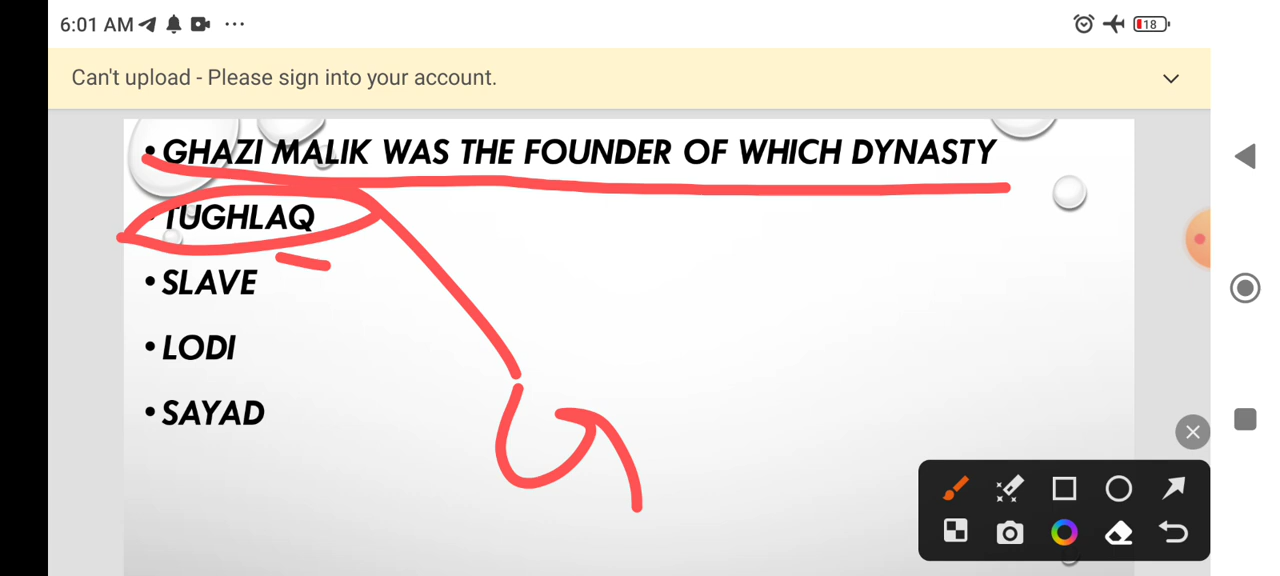 6:01 AM
18
Can't upload - Please sign into your account.
• GHAZI MALIK WAS THE FOUNDER OF WHICH DYNASTY
• TUGHLAQ
• SLAVE
• LODI
• SAYAD